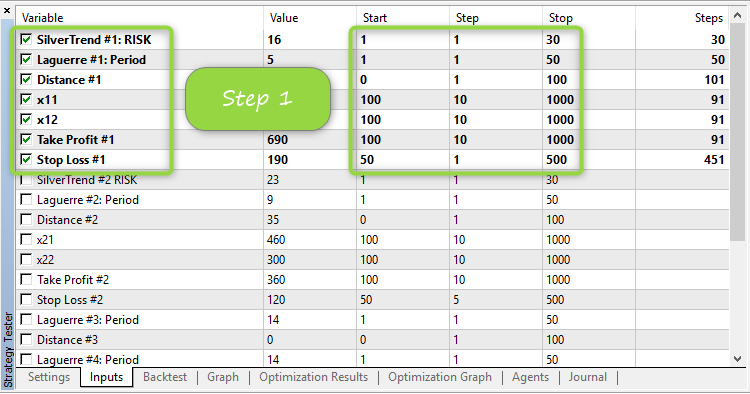 Variable Value Start Step Stop Steps
SilverTrend #1: RISK 16 1 1 30 30
Laguerre #1: Period 5 1 1 50 50
Distance #1 0 1 100 101
x11 100 10 1000 91
x12 100 10 1000 91
Take Profit #1 690 100 10 1000 91
Stop Loss #1 190 50 1 500 451
Step 1
SilverTrend #2 RISK 23 1 1 30
Laguerre #2: Period 9 1 1 50
Distance #2 35 0 1 100
x21 460 100 10 1000
x22 300 100 10 1000
Take Profit #2 360 100 10 1000
Stop Loss #2 120 50 5 500
Laguerre #3: Period 14 1 1 50
Distance #3 0 0 1 100
Laguerre #4: Period 14 1 1 50
Strategy Tester
Settings Inputs Backtest Graph Optimization Results Optimization Graph Agents Journal